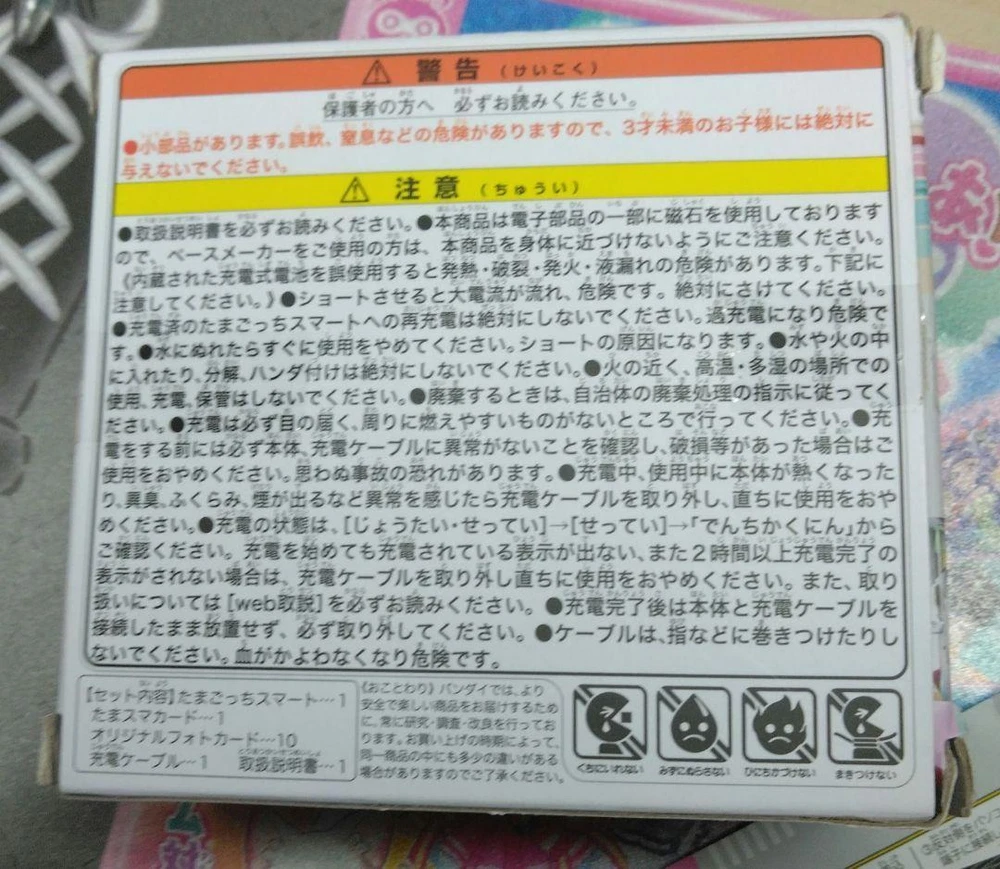 警告(けいこく)
保護者の方へ 必ずお読みください。
●小部品があります。誤飲、窒息などの危険がありますので、3才未満のお子様には絶対に
与えないでください。
注意(ちゅうい)
●取扱説明書を必ずお読みください。●本商品は電子部品の一部に磁石を使用しております
ので、ペースメーカーをご使用の方は、本商品を身体に近づけないようにご注意ください。
《内蔵された充電式電池を誤使用すると発熱・破裂・発火・液漏れの危険があります。下記に
注意してください。》●ショートさせると大電流が流れ、危険です。絶対にさけてください。
●充電済のたまごっちスマートへの再充電は絶対にしないでください。過充電になり危険で
す。●水にぬれたらすぐに使用をやめてください。ショートの原因になります。●水や火の中
に入れたり、分解、ハンダ付けは絶対にしないでください。●火の近く、高温・多湿の場所での
使用、充電、保管はしないでください。●廃棄するときは、自治体の廃棄処理の指示に従ってく
ださい。●充電は必ず目の届く、周りに燃えやすいものがないところで行ってください。●充
電をする前には必ず本体、充電ケーブルに異常がないことを確認し、破損等があった場合はご
使用をおやめください。思わぬ事故の恐れがあります。●充電中、使用中に本体が熱くなった
り、異臭、ふくらみ、煙が出るなど異常を感じたら充電ケーブルを取り外し、直ちに使用をおや
めください。●充電の状態は、[じょうたい・せってい]→[せってい]→「でんちかくにん」から
ご確認ください。充電を始めても充電されている表示が出ない、また2時間以上充電完了の
表示がされない場合は、充電ケーブルを取り外し直ちに使用をおやめください。また、取り
扱いについては[web取説]を必ずお読みください。●充電完了後は本体と充電ケーブルを
接続したまま放置せず、必ず取り外してください。●ケーブルは、指などに巻きつけたりし
ないでください。血がかよわなくなり危険です。
【セット内容】たまごっちスマート…1
たまスマカード…1
オリジナルフォトカード…10
充電ケーブル…1 取扱説明書…1
《おことわり》バンダイでは、より
安全で楽しい商品をお届けするため
に、常に研究・調査・改良を行ってお
ります。お買い上げの時期によって、
同一商品の中にも多少の違いがある
場合がありますのでご了承ください。
くちにいれない みずにぬらさない ひにちかづけない まきつけない